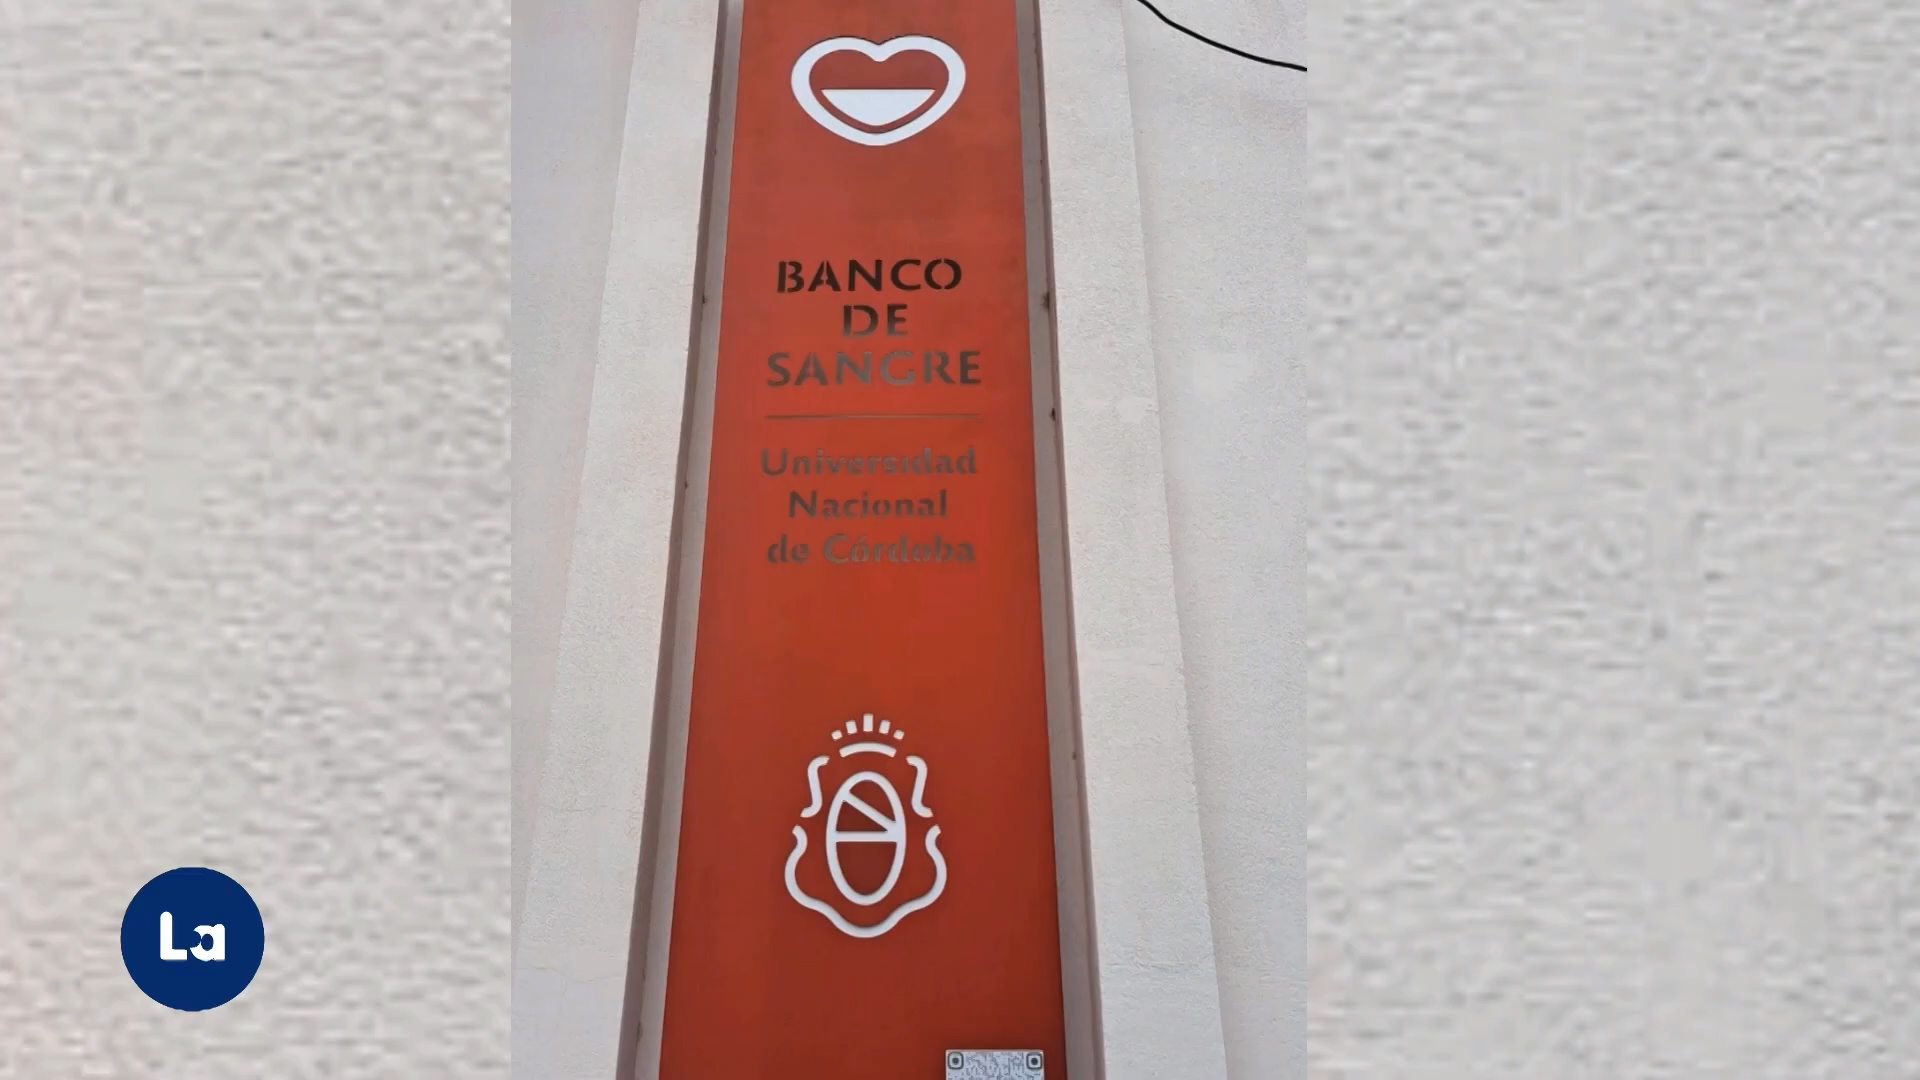 BANCO
DE
SANGRE
Universidad
Nacional
de Córdoba
La